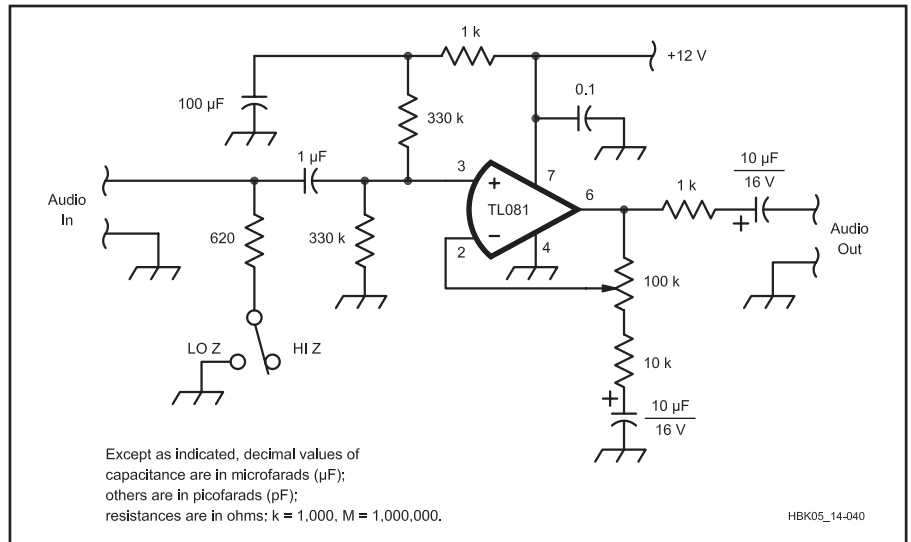 1 k
+12 V
100 µF
330 k
0.1
1 µF
3
+
7
10 µF
16 V
Audio
In
TL081
6
1 k
+
620
330 k
–
2
4
Audio
Out
100 k
LO Z
HI Z
10 k
+
10 µF
16 V
Except as indicated, decimal values of
capacitance are in microfarads (µF);
others are in picofarads (pF);
resistances are in ohms; k = 1,000, M = 1,000,000.
HBK05_14-040